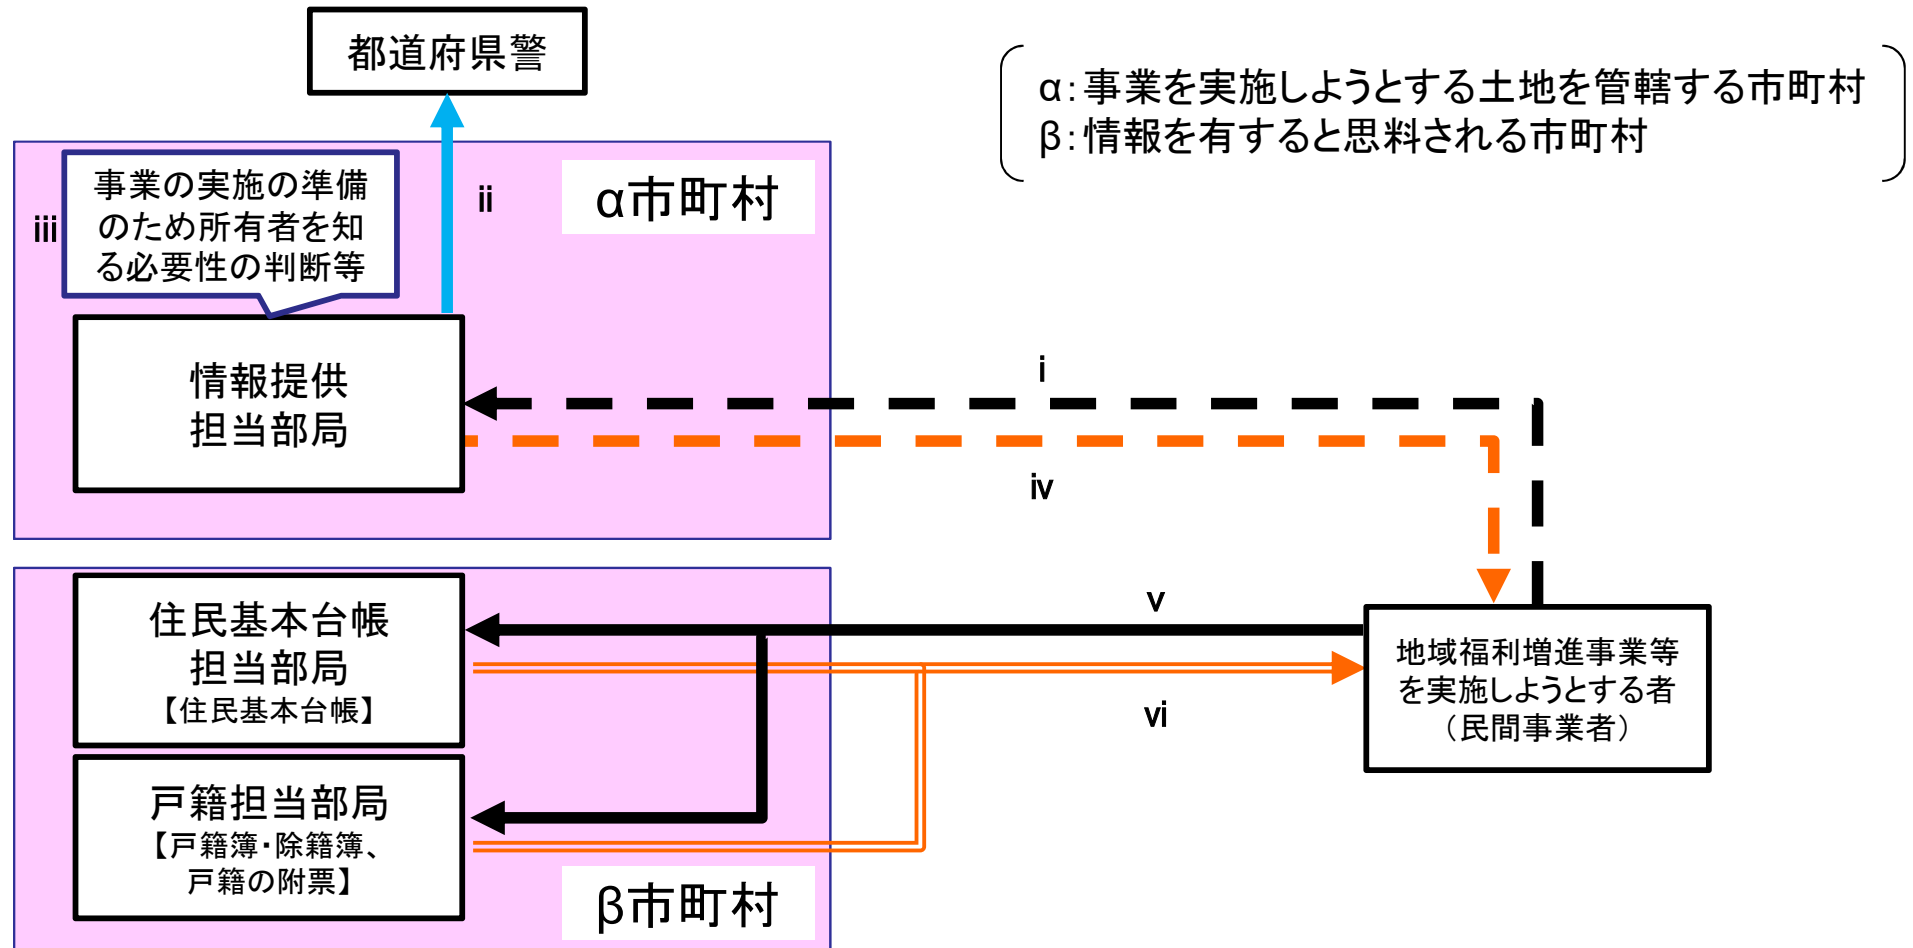 都道府県警
α:事業を実施しようとする土地を管轄する市町村
β:情報を有すると思料される市町村
事業の実施の準備
のため所有者を知
る必要性の判断等
iii
ii
α市町村
情報提供
担当部局
i
iv
住民基本台帳
担当部局
【住民基本台帳】
v
vi
地域福利増進事業等
を実施しようとする者
（民間事業者）
戸籍担当部局
【戸籍簿・除籍簿、
戸籍の附票】
β市町村